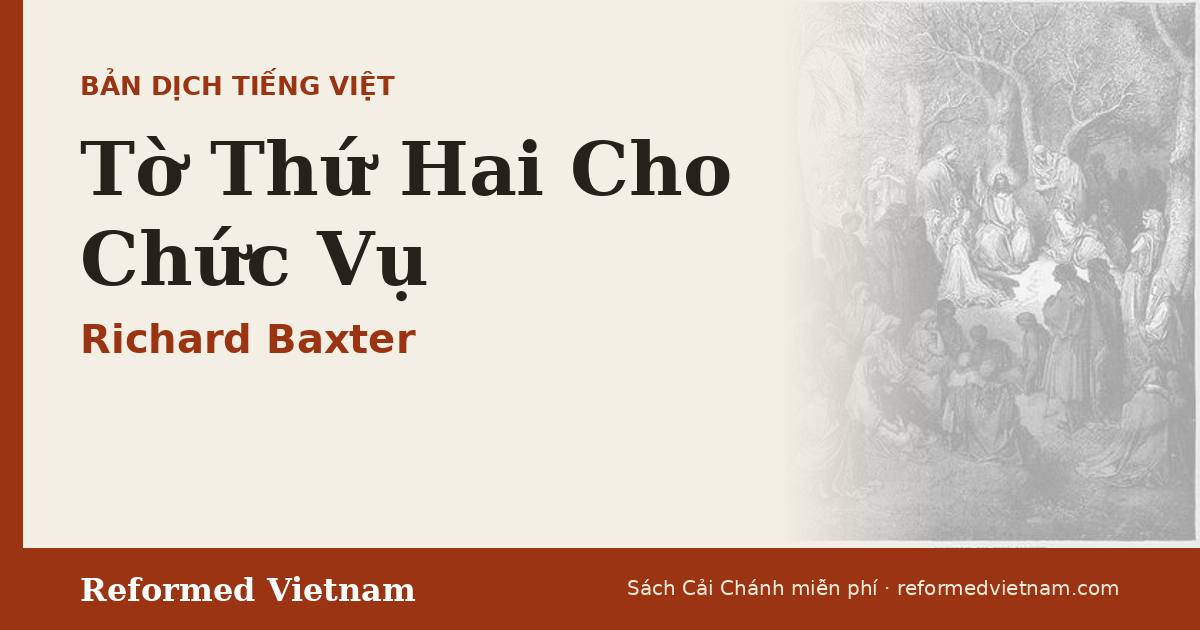 BẢN DỊCH TIẾNG VIỆT
Tờ Thứ Hai Cho
Chức Vụ
Richard Baxter
Reformed Vietnam
Sách Cải Chánh miễn phí · reformedvietnam.com